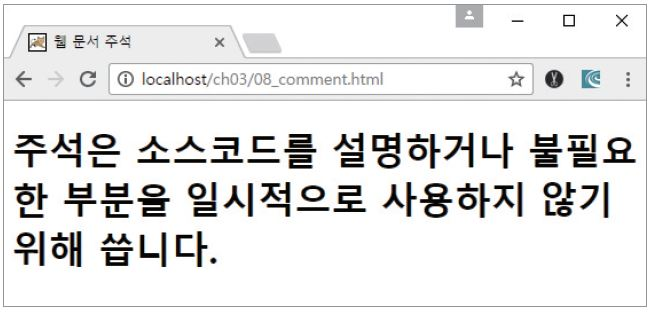 웹 문서 주석
localhost/ch03/08_comment.html
주석은 소스코드를 설명하거나 불필요
한 부분을 일시적으로 사용하지 않기
위해 씁니다.